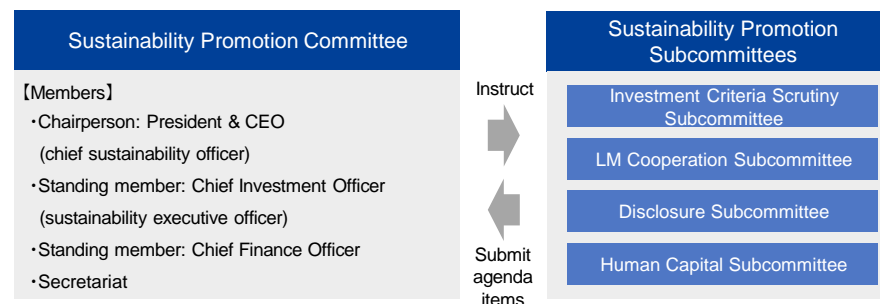 Sustainability Promotion Committee
【Members】
・Chairperson: President & CEO
(chief sustainability officer)
・Standing member: Chief Investment Officer
(sustainability executive officer)
・Standing member: Chief Finance Officer
・Secretariat
Instruct
Submit
agenda
items
Sustainability Promotion
Subcommittees
Investment Criteria Scrutiny
Subcommittee
LM Cooperation Subcommittee
Disclosure Subcommittee
Human Capital Subcommittee